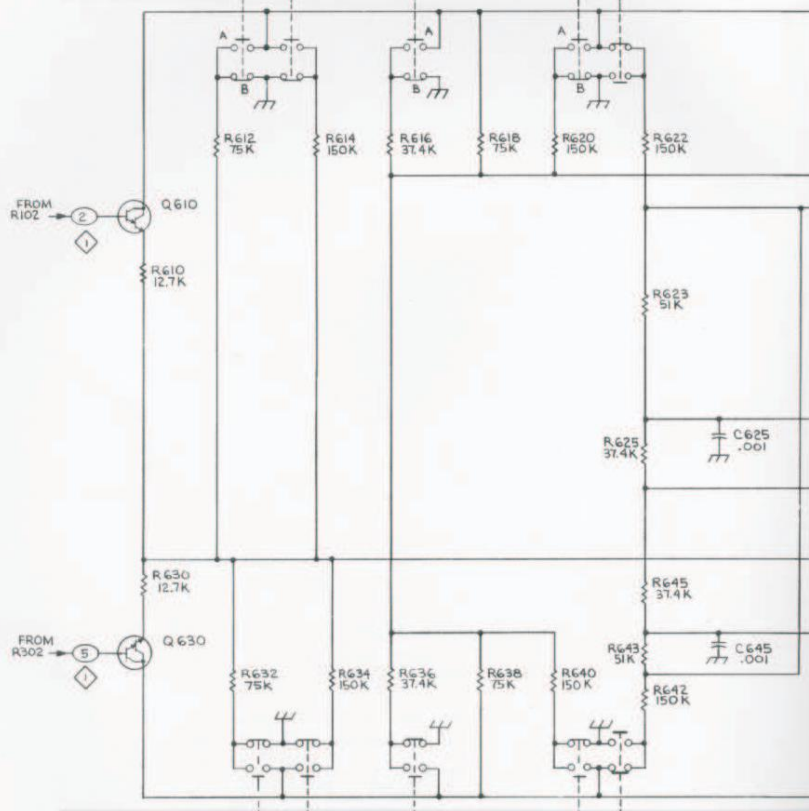 A
A
A
B
B
B
R612
75K
R614
150K
R616
37.4K
R618
75K
R620
150K
R622
150K
FROM
R102
2
Q610
1
R610
12.7K
R623
51K
R625
37.4K
C625
.001
R630
12.7K
R645
37.4K
FROM
R302
5
Q630
1
R643
51K
C645
.001
R632
75K
R634
150K
R636
37.4K
R638
75K
R640
150K
R642
150K